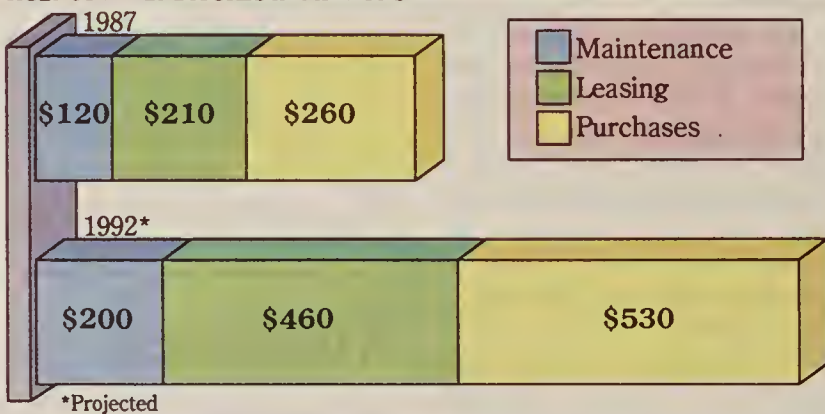 1987
Maintenance
Leasing
Purchases
$120 $210 $260
1992*
$200 $460 $530
*Projected